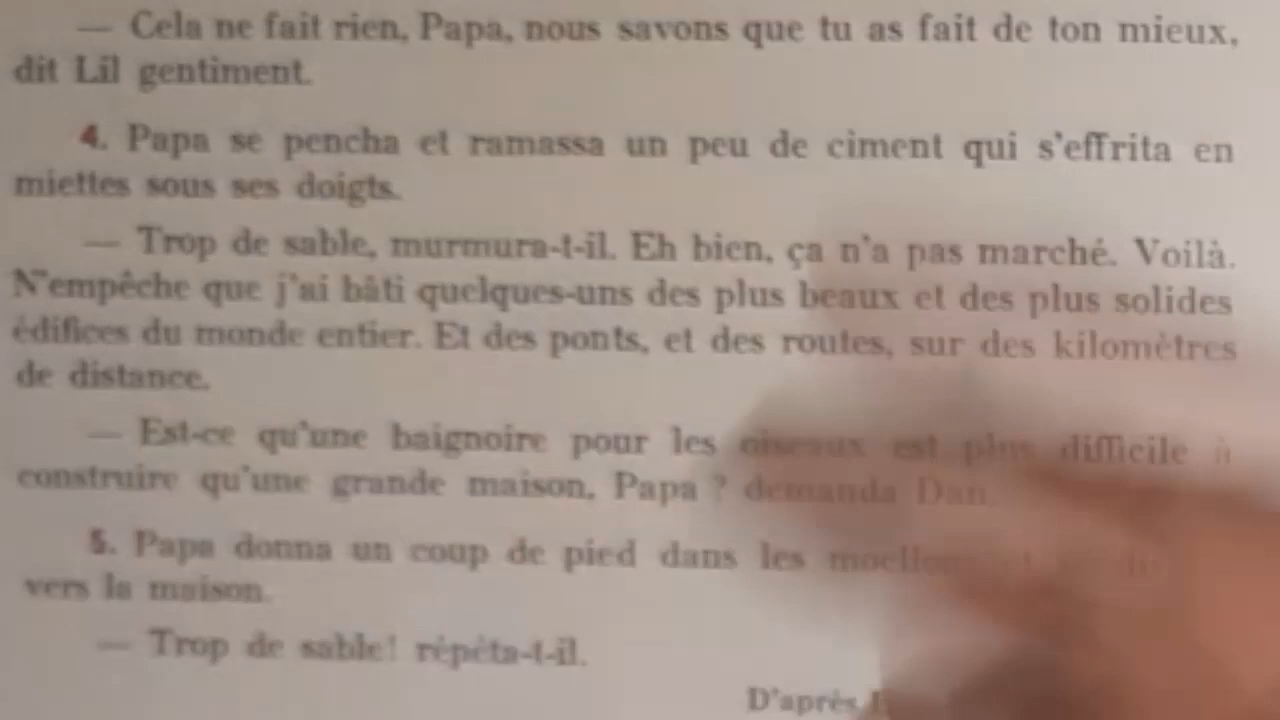 — Cela ne fait rien, Papa, nous savons que tu as fait de ton mieux,
dit Lil gentiment.
4. Papa se pencha et ramassa un peu de ciment qui s'effrita en
miettes sous ses doigts.
— Trop de sable, murmura-t-il. Eh bien, ça n'a pas marché. Voilà.
N'empêche que j'ai bâti quelques-uns des plus beaux et des plus solides
édifices du monde entier. Et des ponts, et des routes, sur des kilomètres
de distance.
— Est-ce qu'une baignoire pour les oiseaux est plus difficile à
construire qu'une grande maison, Papa ? demanda Dan.
5. Papa donna un coup de pied dans les moellons
vers la maison.
— Trop de sable! répéta-t-il.
D'après